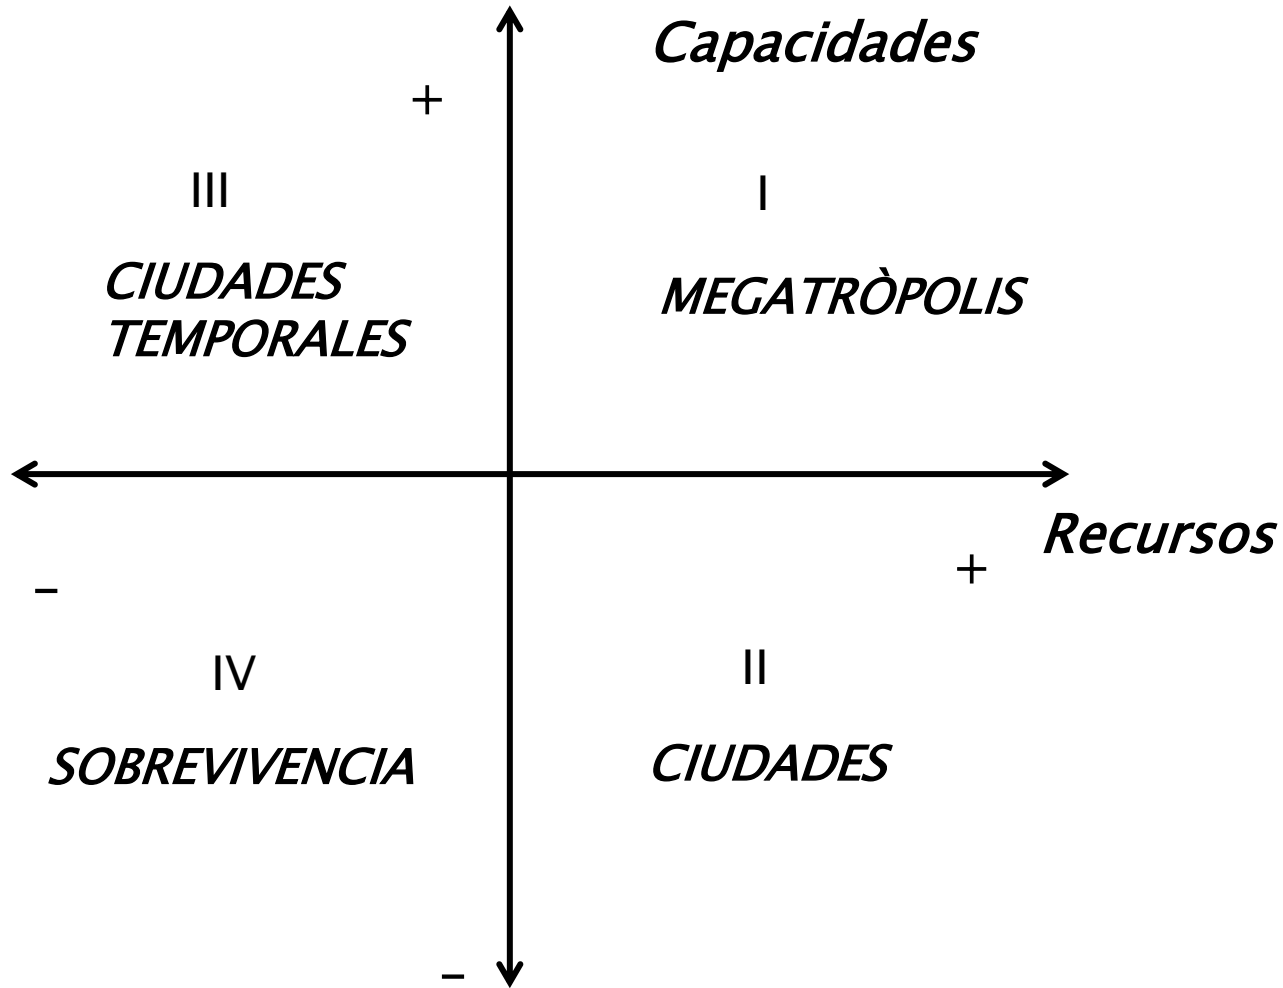 Capacidades
+
III
I
CIUDADES
TEMPORALES
MEGATRÒPOLIS
Recursos
+
–
IV
II
SOBREVIVENCIA
CIUDADES
–